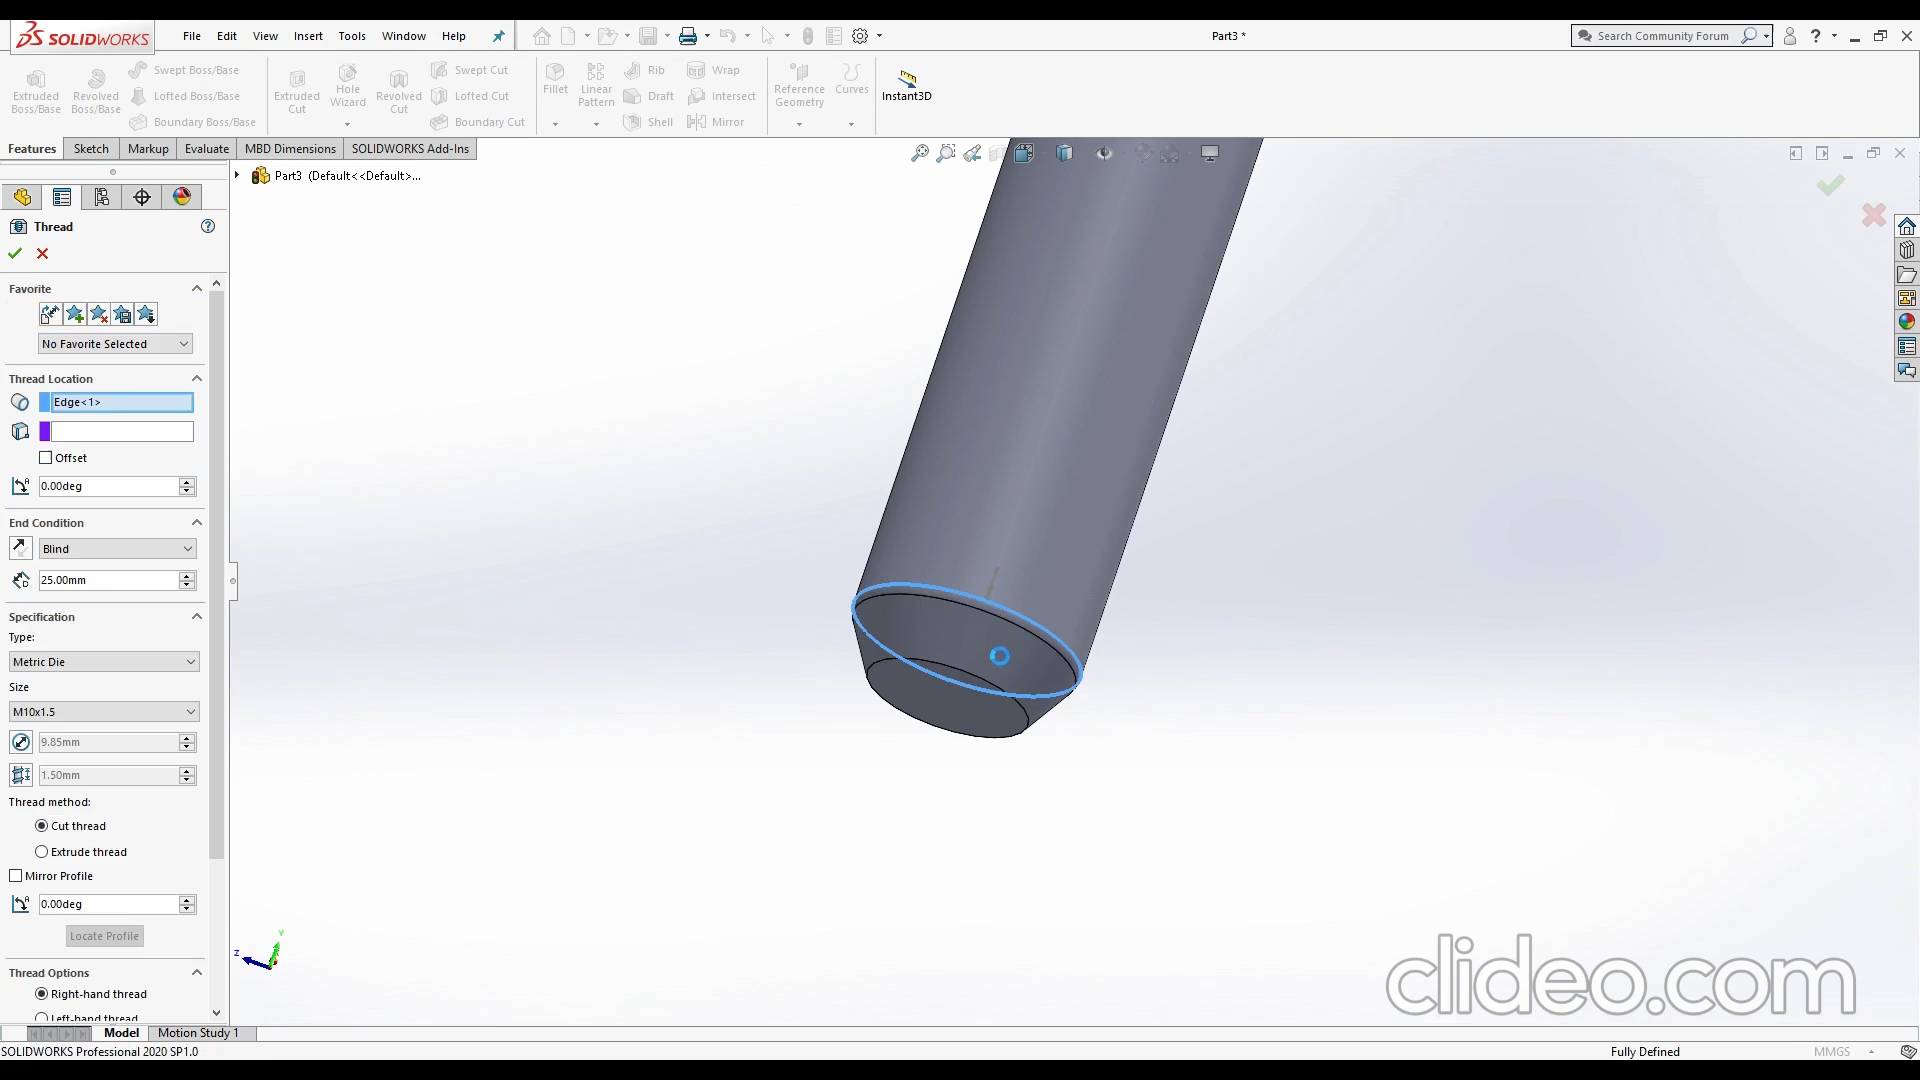 SOLIDWORKS
File Edit View Insert Tools Window Help
Part3 *
Search Community Forum
Extruded Boss/Base
Revolved Boss/Base
Swept Boss/Base
Lofted Boss/Base
Boundary Boss/Base
Extruded Cut
Hole Wizard
Revolved Cut
Swept Cut
Lofted Cut
Boundary Cut
Fillet
Linear Pattern
Rib
Draft
Shell
Wrap
Intersect
Mirror
Reference Geometry
Curves
Instant3D
Features Sketch Markup Evaluate MBD Dimensions SOLIDWORKS Add-Ins
Part3 (Default<<Default>...
Thread
Favorite
No Favorite Selected
Thread Location
Edge<1>
Offset
0.00deg
End Condition
Blind
25.00mm
Specification
Type:
Metric Die
Size
M10x1.5
9.85mm
1.50mm
Thread method:
Cut thread
Extrude thread
Mirror Profile
0.00deg
Locate Profile
Thread Options
Right-hand thread
Left-hand thread
Y
Z
clideo.com
Model Motion Study 1
SOLIDWORKS Professional 2020 SP1.0
Fully Defined
MMGS